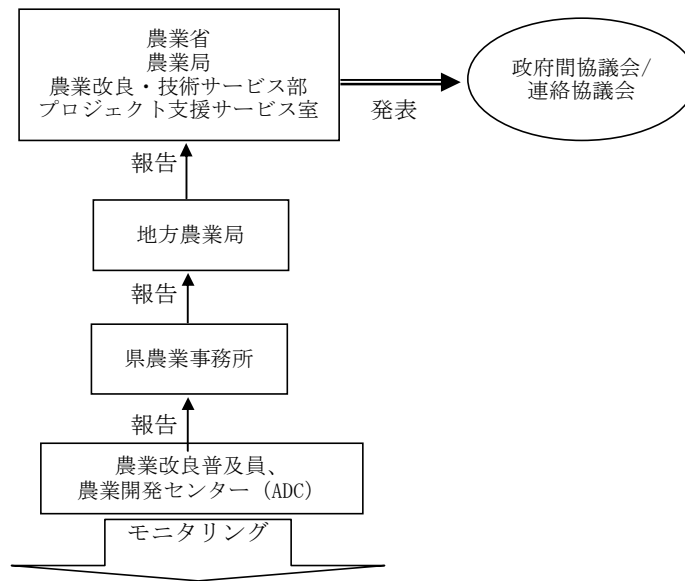 農業省
農業局
農業改良・技術サービス部
プロジェクト支援サービス室
政府間協議会/
連絡協議会
発表
報告
地方農業局
報告
県農業事務所
報告
農業改良普及員、
農業開発センター (ADC)
モニタリング